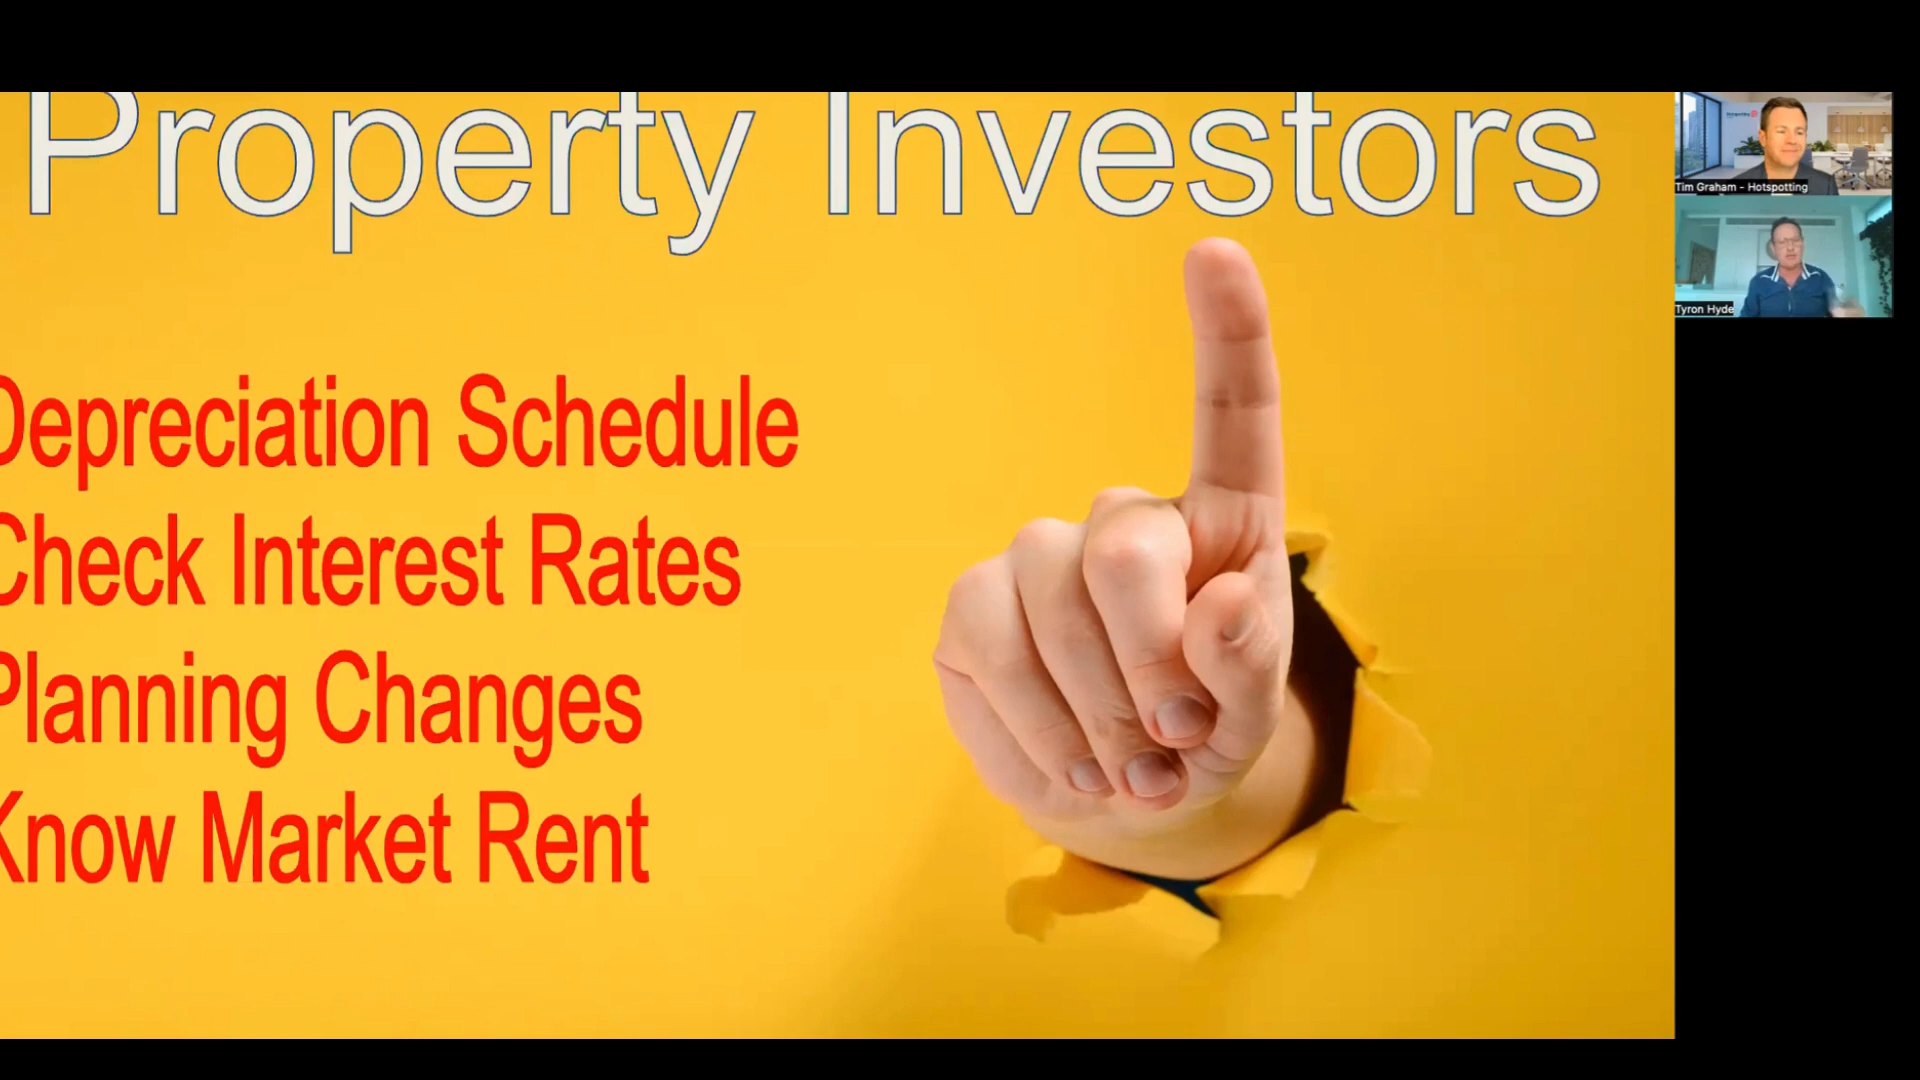 Property Investors
Depreciation Schedule
Check Interest Rates
Planning Changes
Know Market Rent
Tim Graham - Hotspotting
Tyron Hyde